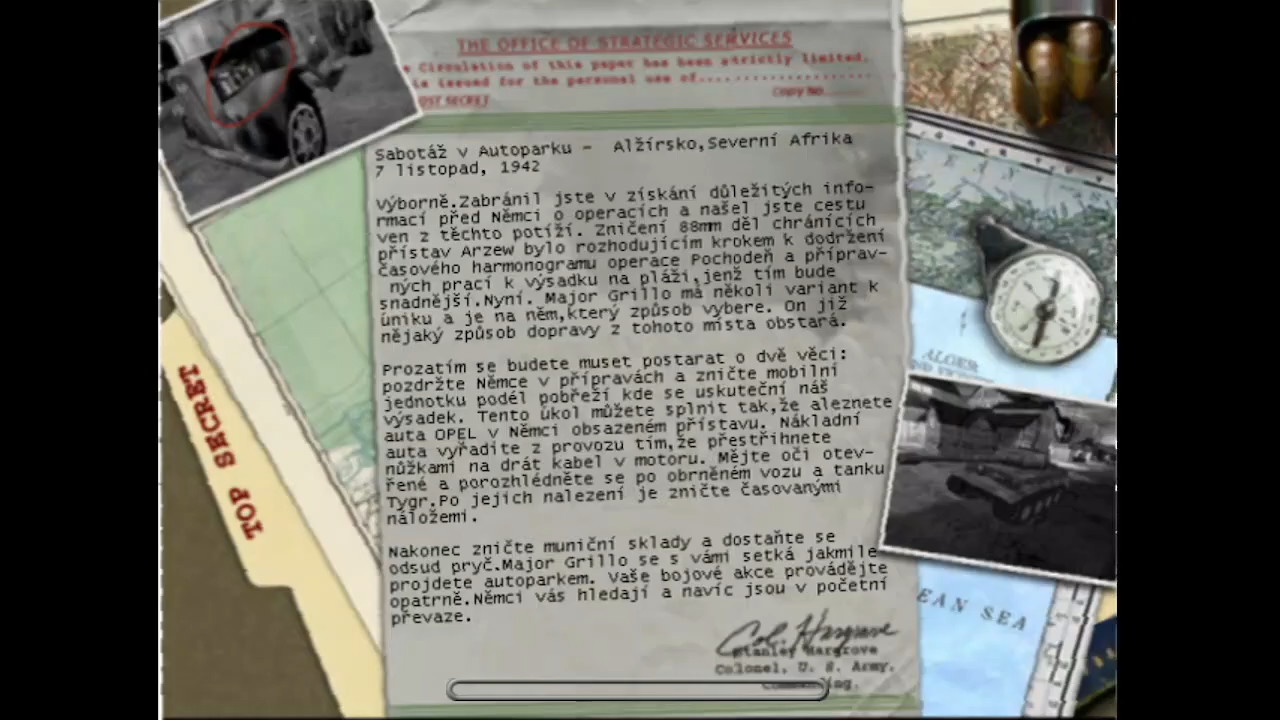 THE OFFICE OF STRATEGIC SERVICES
Circulation of this paper has been strictly limited.
is issued for the personal use of
OST SECRET
Copy No
Sabotáž v Autoparku - Alžírsko,Severní Afrika
7 listopad, 1942
Výborně.Zabránil jste v získání důležitých info-
rmací před Němci o operacích a našel jste cestu
ven z těchto potíží. Zničení 88mm děl chránících
přístav Arzew bylo rozhodujícím krokem k dodržení
časového harmonogramu operace Pochodeň a příprav-
ných prací k výsadku na pláži,jenž tím bude
snadnější.Nyní. Major Grillo má několi variant k
úniku a je na něm,který způsob vybere. On již
nějaký způsob dopravy z tohoto místa obstará.
Prozatím se budete muset postarat o dvě věci:
pozdržte Němce v přípravách a zničte mobilní
jednotku podél pobřeží kde se uskuteční náš
výsadek. Tento úkol můžete splnit tak,že aleznete
auta OPEL v Němci obsazeném přístavu. Nákladní
auta vyřadíte z provozu tím,že přestřihnete
nůžkami na drát kabel v motoru. Mějte oči otev-
řené a porozhlédněte se po obrněném vozu a tanku
Tygr.Po jejich nalezení je zničte časovanými
náložemi.
Nakonec zničte muniční sklady a dostaňte se
odsud pryč.Major Grillo se s vámi setká jakmile
projdete autoparkem. Vaše bojové akce provádějte
opatrně.Němci vás hledají a navíc jsou v početní
převaze.
Col. Hargrove
Stanley Hargrove
Colonel, U. S. Army.
Commanding.
TOP SECRET
ALGER
EAN SEA